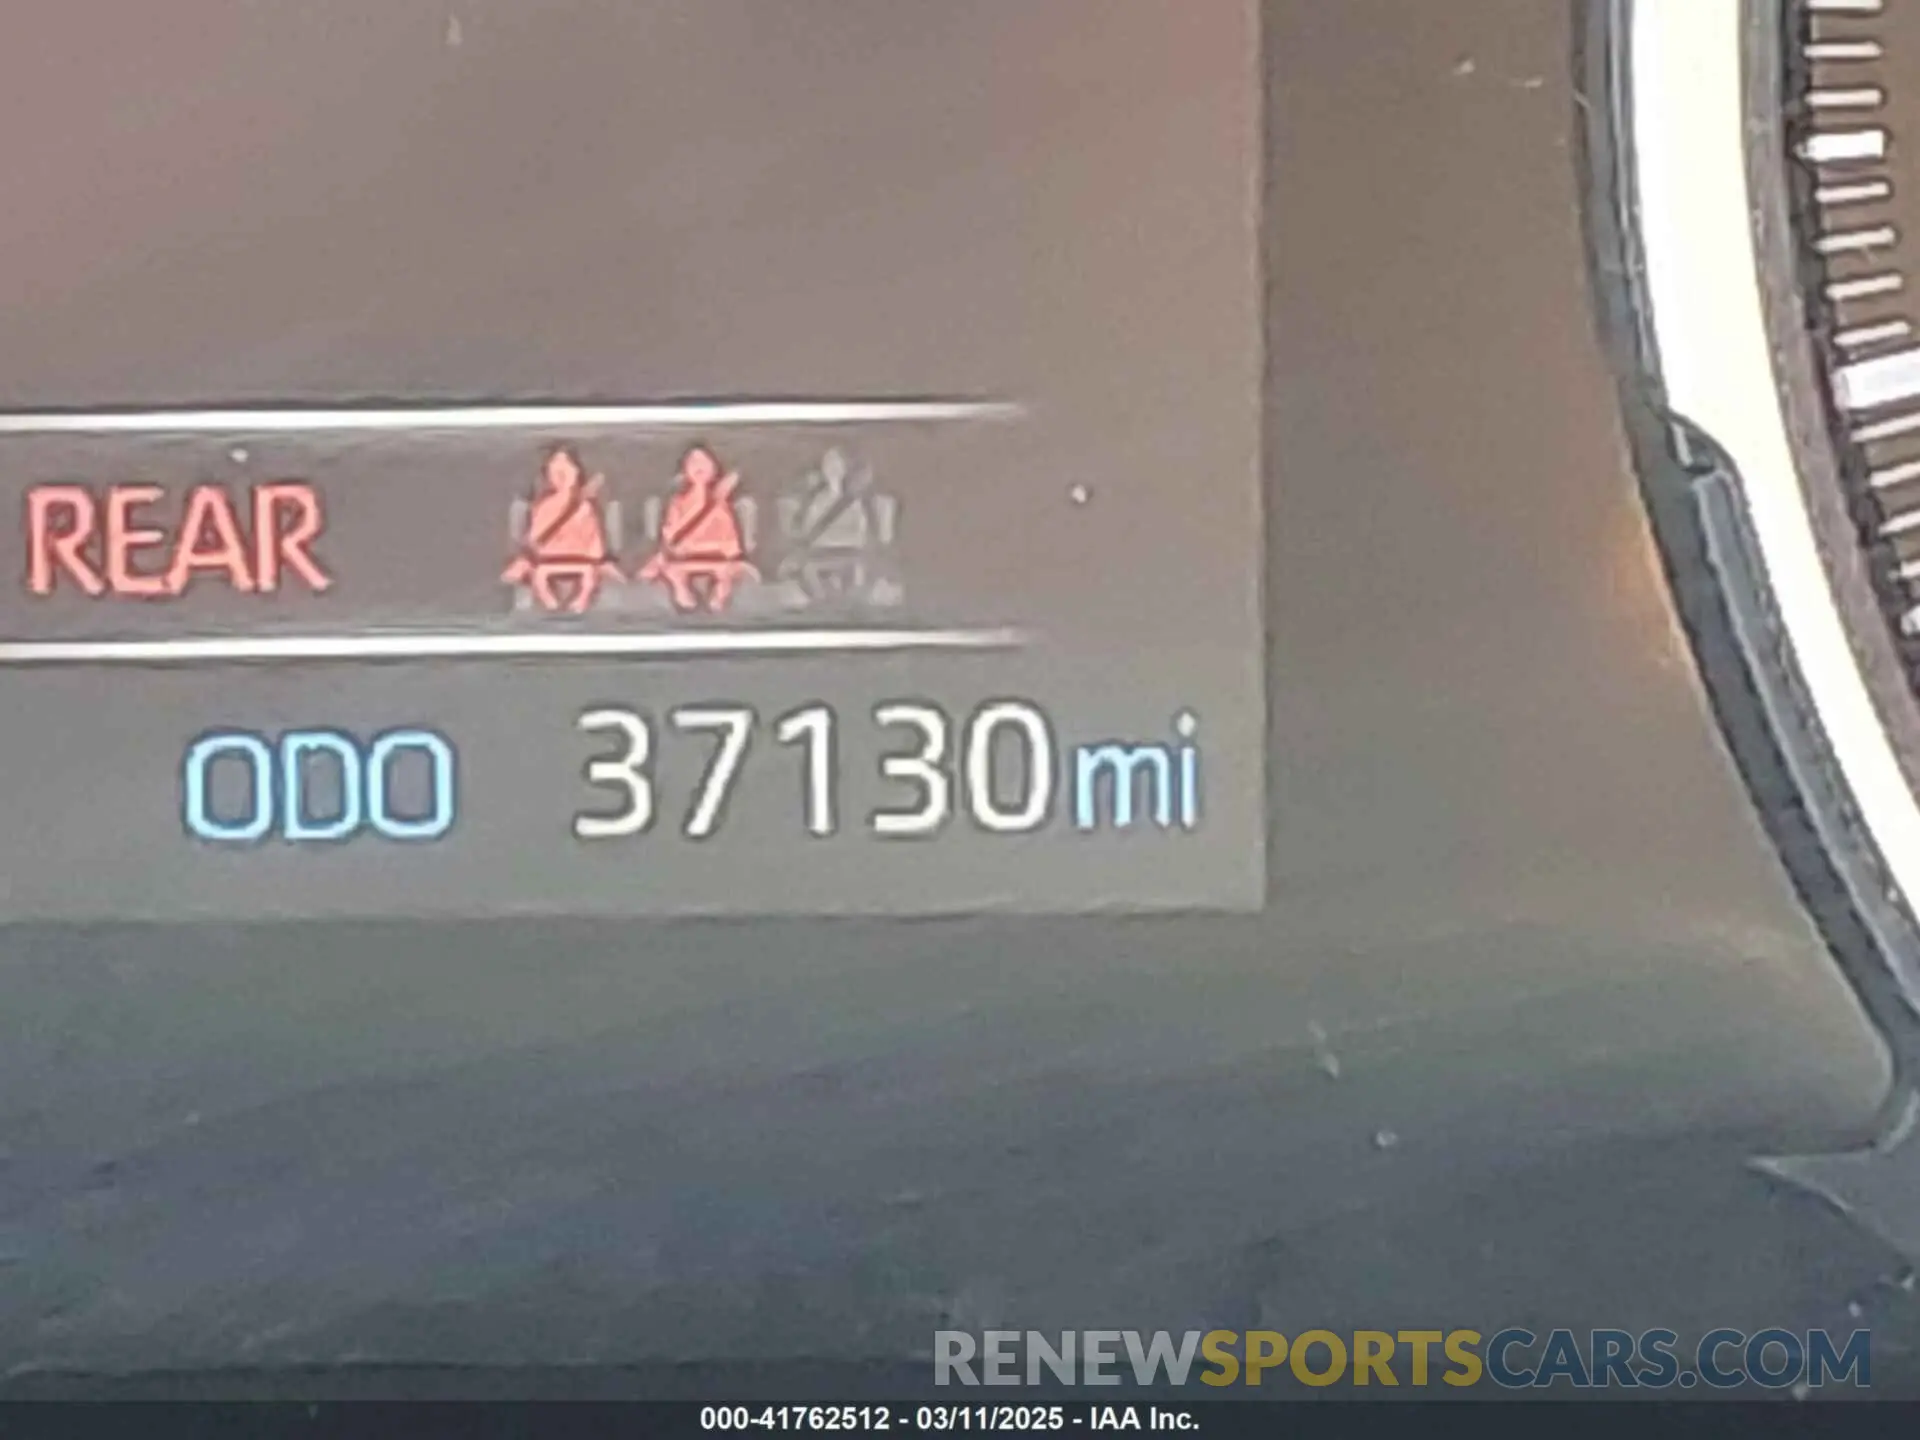 REAR
ODO 37130mi
RENEWSPORTSCARS.COM
000-41762512 - 03/11/2025 - IAA Inc.